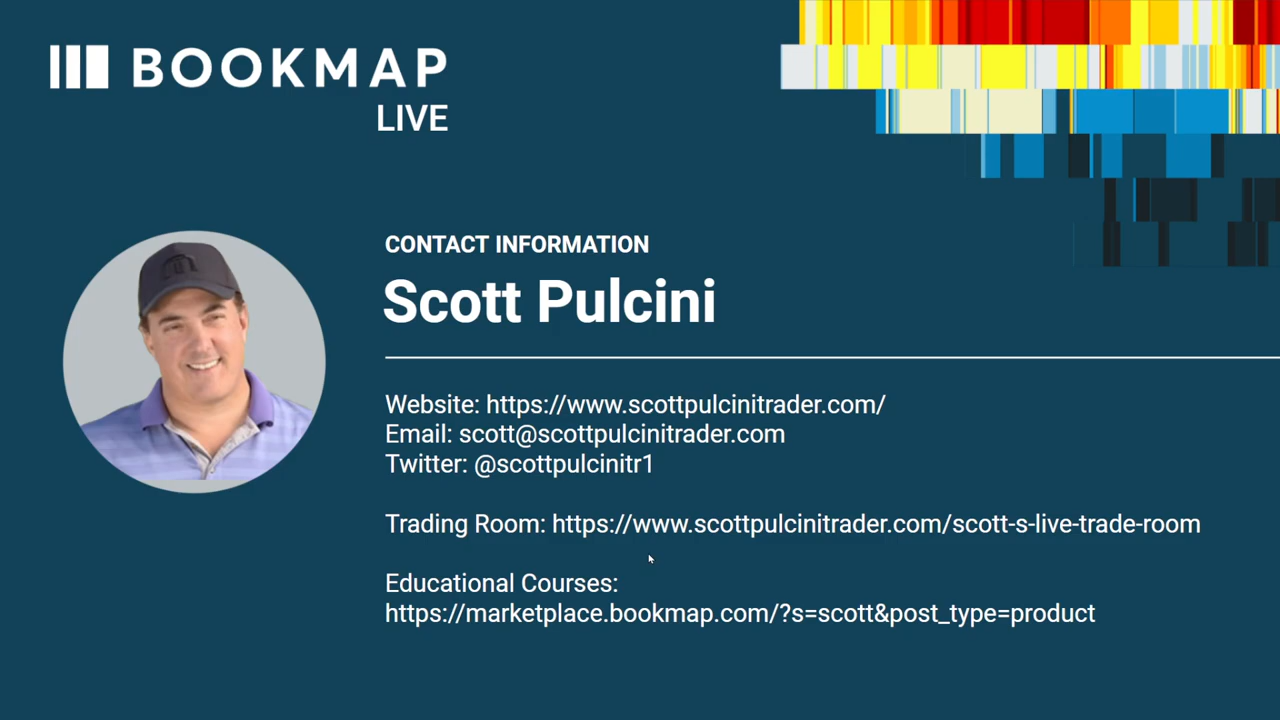 BOOKMAP
LIVE
CONTACT INFORMATION
Scott Pulcini
Website: https://www.scottpulcinitrader.com/
Email: scott@scottpulcinitrader.com
Twitter: @scottpulcinitr1
Trading Room: https://www.scottpulcinitrader.com/scott-s-live-trade-room
Educational Courses:
https://marketplace.bookmap.com/?s=scott&post_type=product